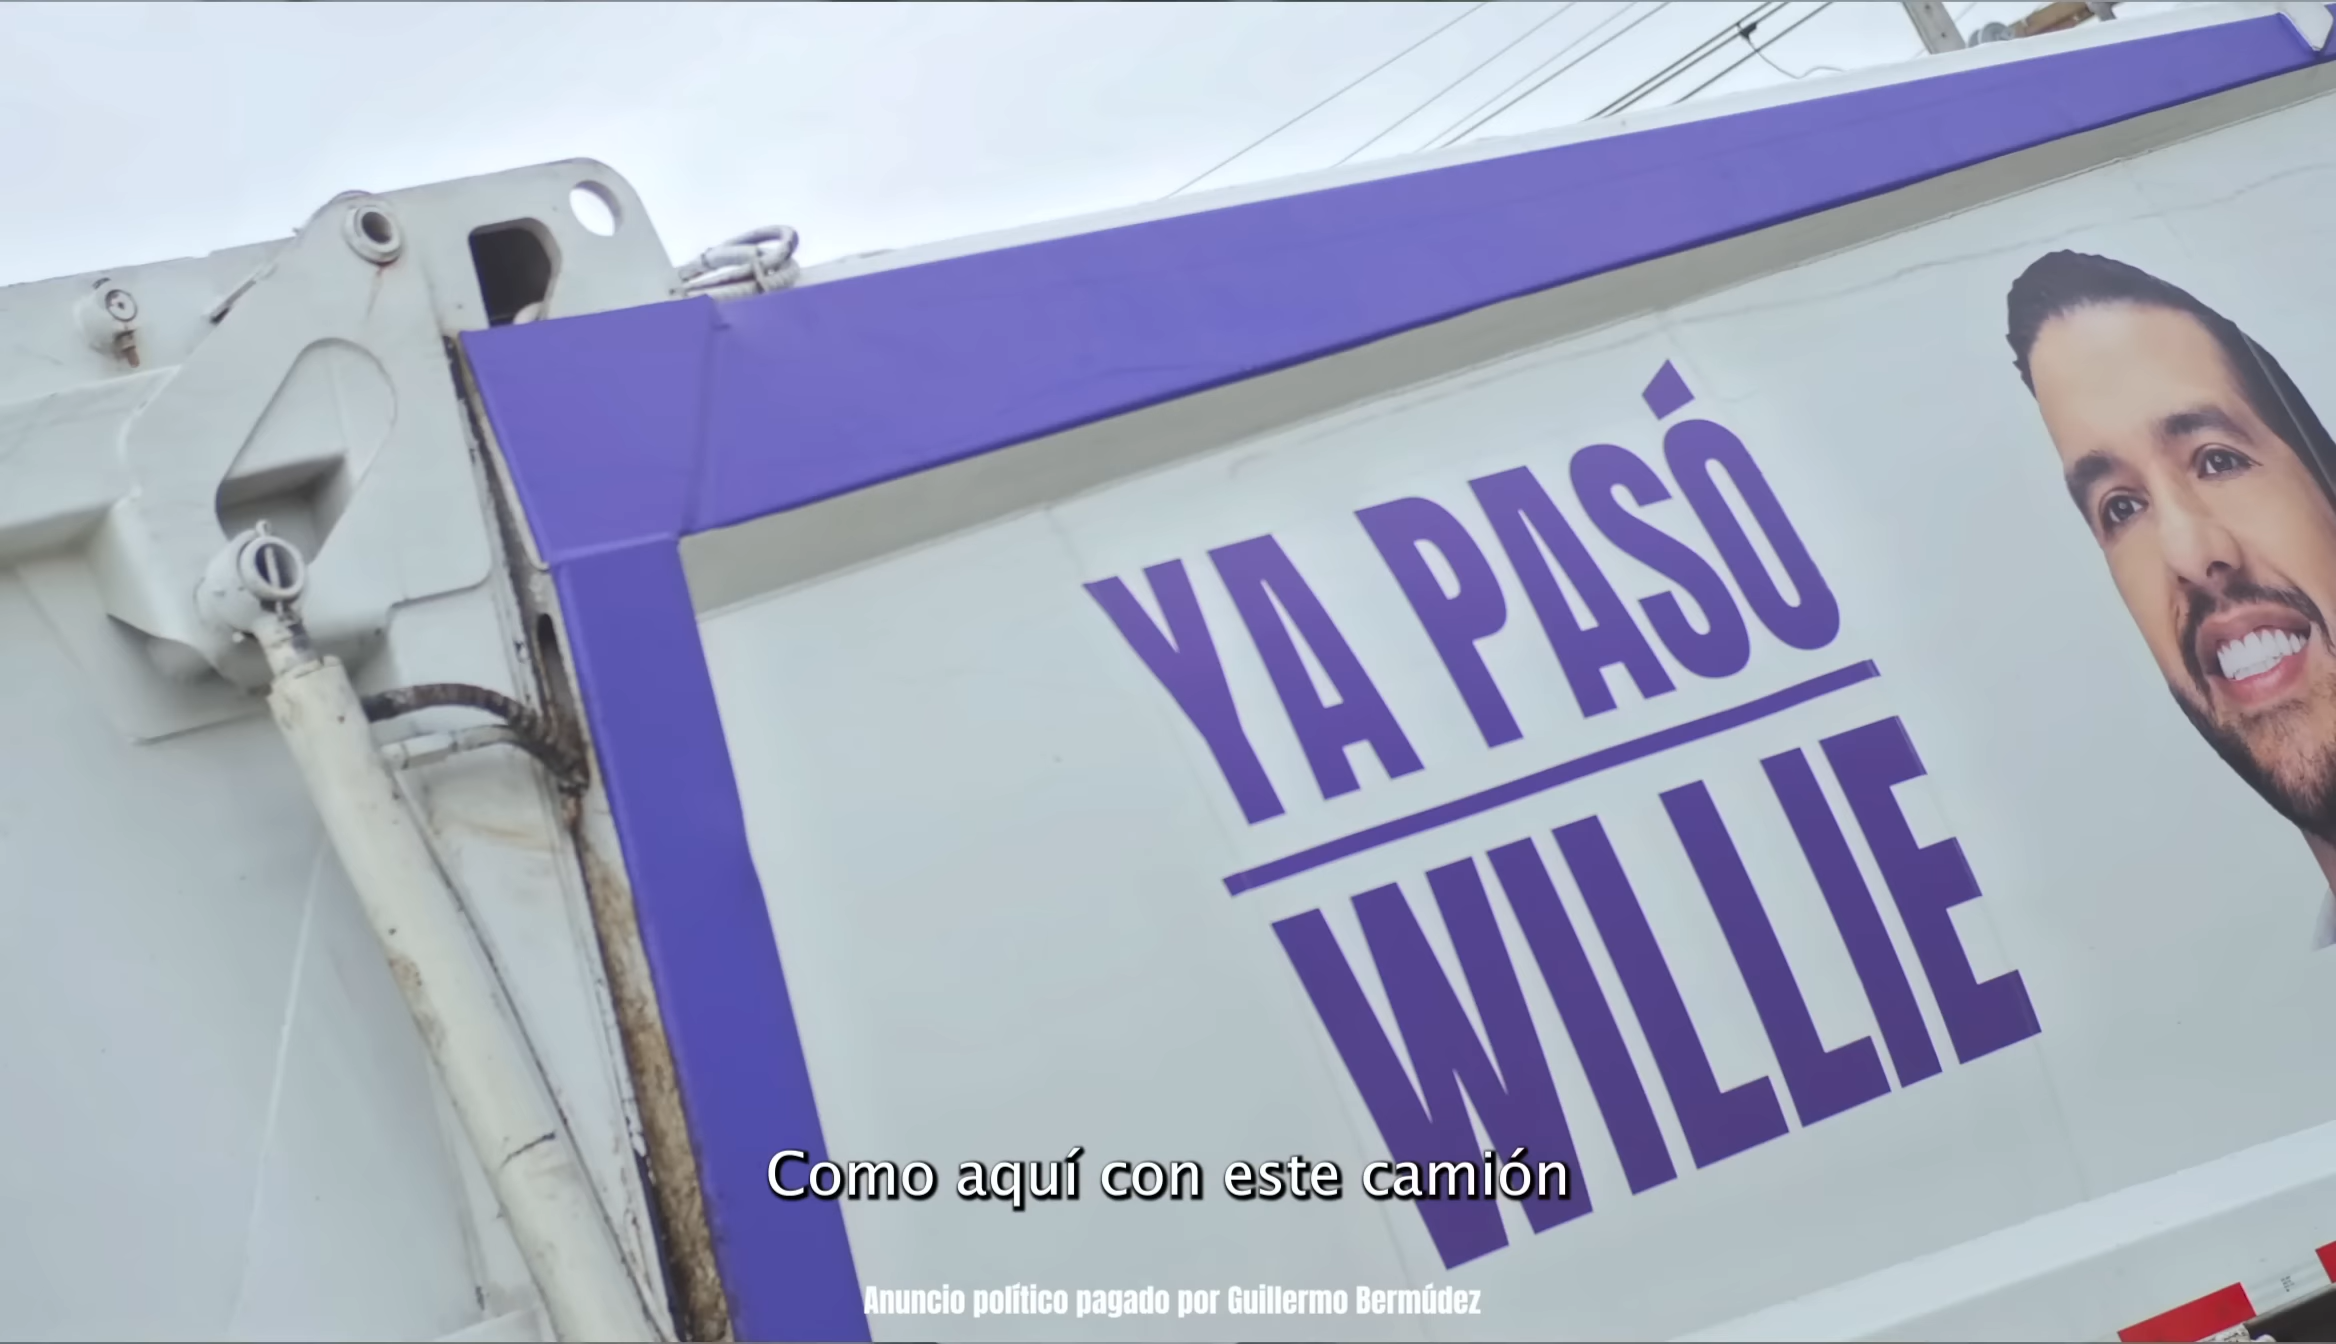 YA PASÓ
WILLIE
Como aquí con este camión
Anuncio político pagado por Guillermo Bermúdez